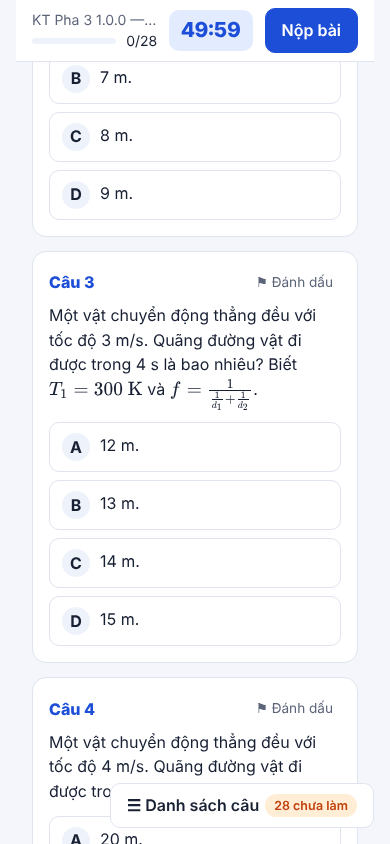 KT Pha 3 1.0.0 —...
0/28
49:59
Nộp bài
B 7 m.
C 8 m.
D 9 m.
Câu 3
⚑ Đánh dấu
Một vật chuyển động thẳng đều với
tốc độ 3 m/s. Quãng đường vật đi
được trong 4 s là bao nhiêu? Biết
T₁ = 300 K và f = 1/(1/d₁ + 1/d₂).
A 12 m.
B 13 m.
C 14 m.
D 15 m.
Câu 4
⚑ Đánh dấu
Một vật chuyển động thẳng đều với
tốc độ 4 m/s. Quãng đường vật đi
được
☰ Danh sách câu 28 chưa làm
A 20 m.